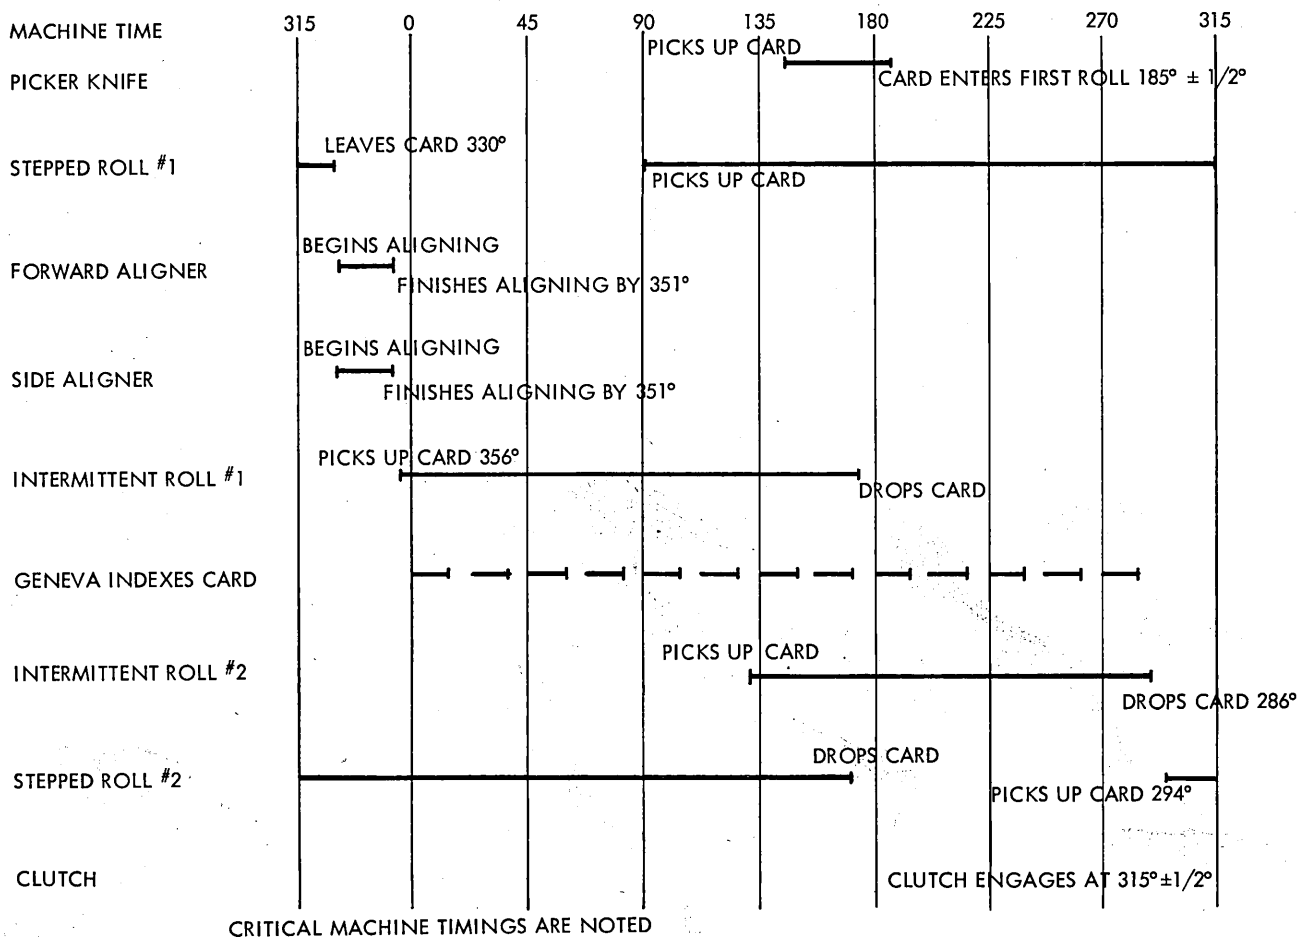 MACHINE TIME 315 0 45 90 135 180 225 270 315
PICKS UP CARD
PICKER KNIFE
CARD ENTERS FIRST ROLL 185° ± 1/2°
LEAVES CARD 330°
STEPPED ROLL #1
PICKS UP CARD
BEGINS ALIGNING
FORWARD ALIGNER
FINISHES ALIGNING BY 351°
BEGINS ALIGNING
SIDE ALIGNER
FINISHES ALIGNING BY 351°
PICKS UP CARD 356°
INTERMITTENT ROLL #1
DROPS CARD
GENEVA INDEXES CARD
PICKS UP CARD
INTERMITTENT ROLL #2
DROPS CARD 286°
DROPS CARD
STEPPED ROLL #2
PICKS UP CARD 294°
CLUTCH
CLUTCH ENGAGES AT 315°±1/2°
CRITICAL MACHINE TIMINGS ARE NOTED